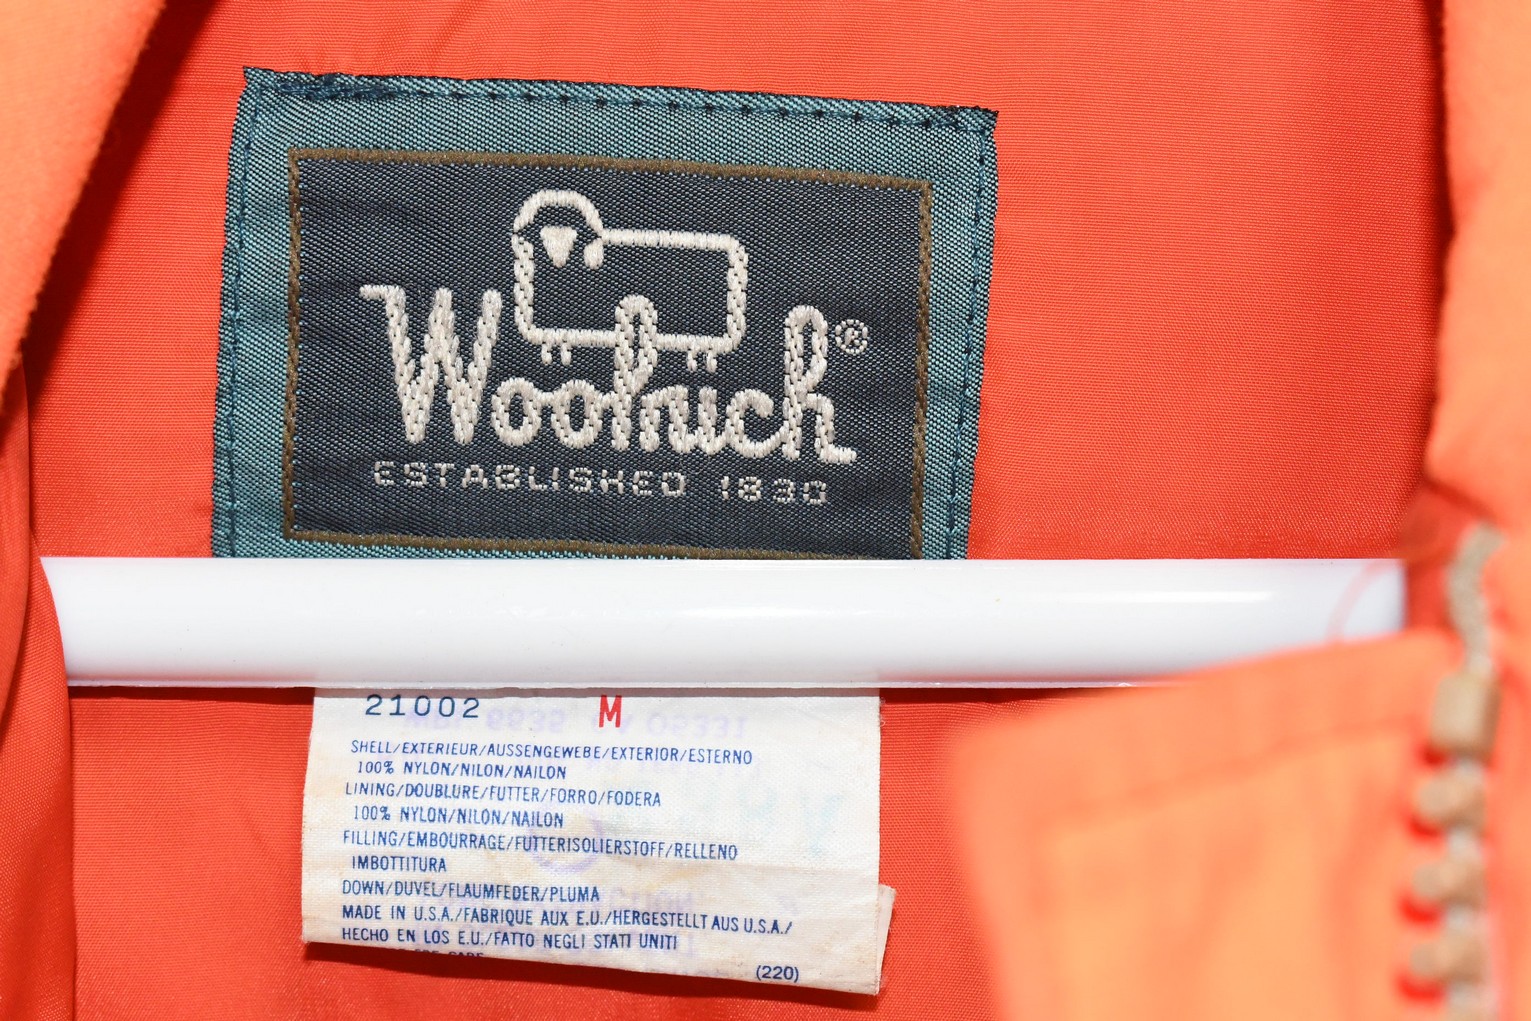 Woolrich®
ESTABLISHED 1830
21002 M
SHELL/EXTERIEUR/AUSSENGEWEBE/EXTERIOR/ESTERNO
100% NYLON/NILON/NAILON
LINING/DOUBLURE/FUTTER/FORRO/FODERA
100% NYLON/NILON/NAILON
FILLING/EMBOURRAGE/FUTTERISOLIERSTOFF/RELLENO
IMBOTTITURA
DOWN/DUVEL/FLAUMFEDER/PLUMA
MADE IN U.S.A./FABRIQUE AUX E.U./HERGESTELLT AUS U.S.A./
HECHO EN LOS E.U./FATTO NEGLI STATI UNITI
(220)